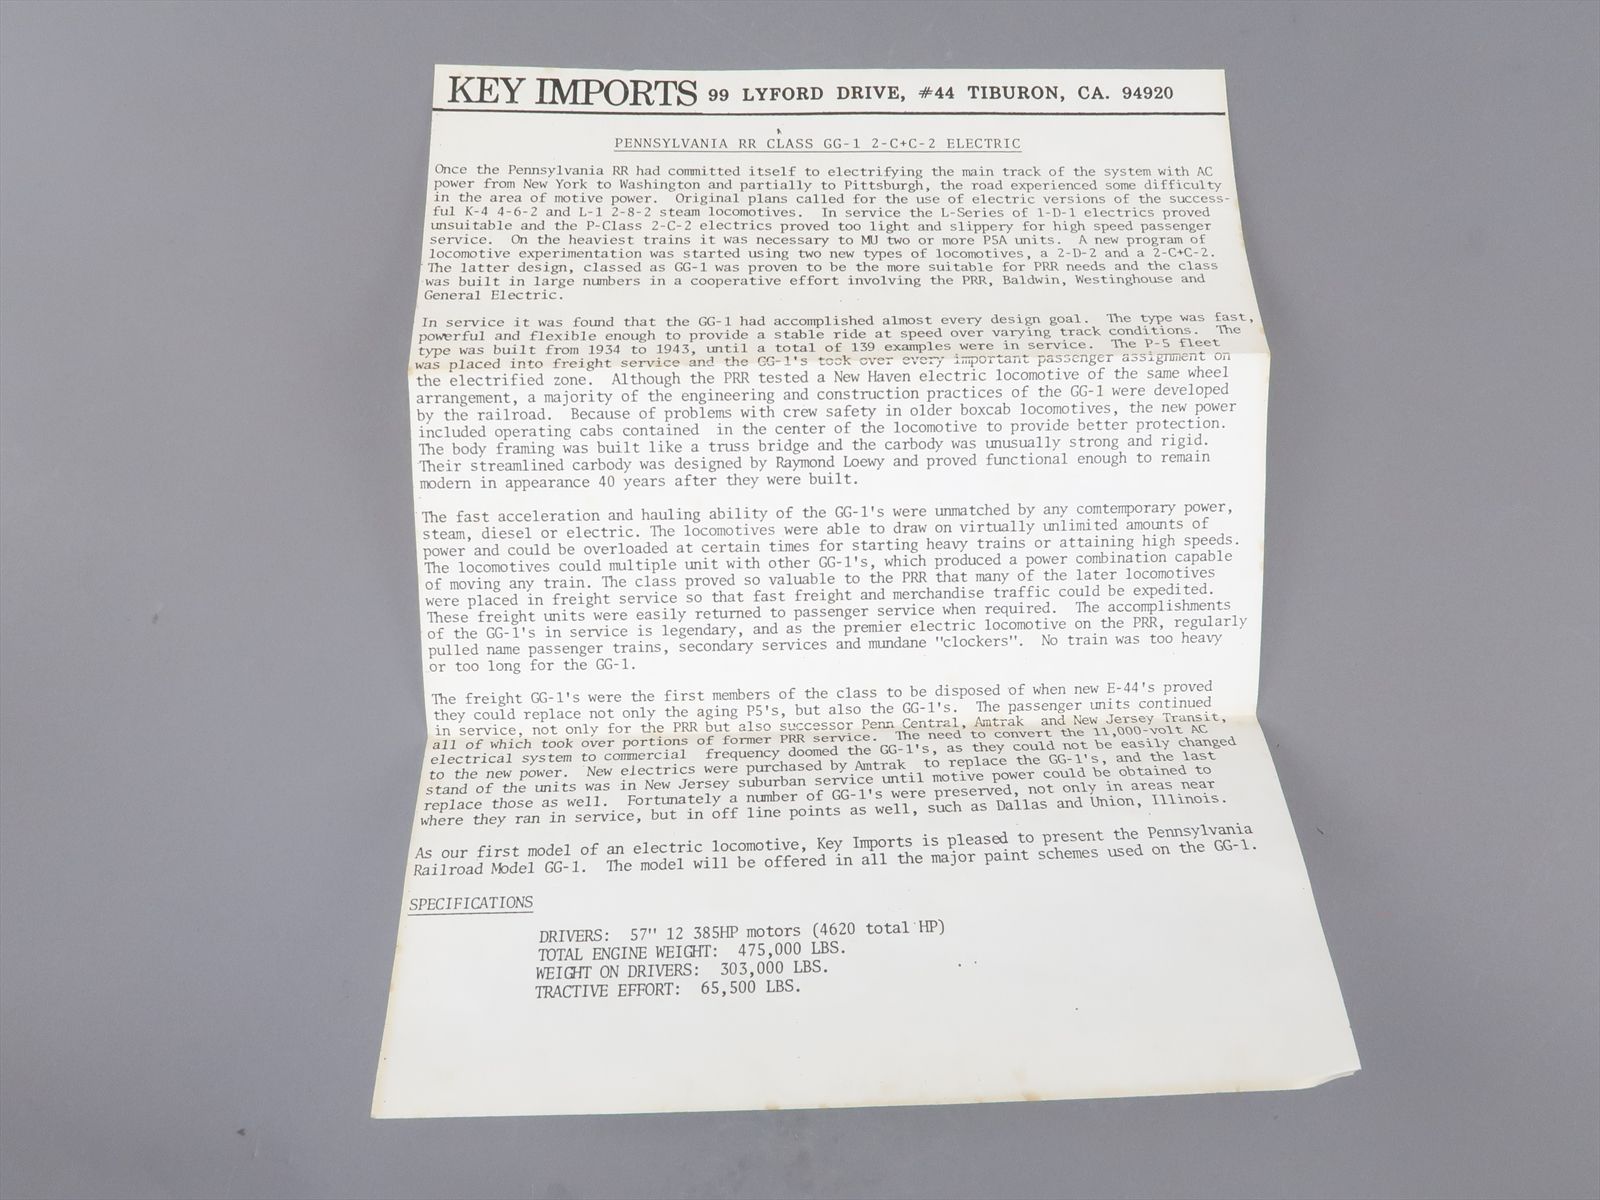 KEY IMPORTS 99 LYFORD DRIVE, #44 TIBURON, CA. 94920
PENNSYLVANIA RR CLASS GG-1 2-C+C-2 ELECTRIC
Once the Pennsylvania RR had committed itself to electrifying the main track of the system with AC
power from New York to Washington and partially to Pittsburgh, the road experienced some difficulty
in the area of motive power. Original plans called for the use of electric versions of the success-
ful K-4 4-6-2 and L-1 2-8-2 steam locomotives. In service the L-Series of 1-D-1 electrics proved
unsuitable and the P-Class 2-C-2 electrics proved too light and slippery for high speed passenger
service. On the heaviest trains it was necessary to MU two or more P5A units. A new program of
locomotive experimentation was started using two new types of locomotives, a 2-D-2 and a 2-C+C-2.
The latter design, classed as GG-1 was proven to be the more suitable for PRR needs and the class
was built in large numbers in a cooperative effort involving the PRR, Baldwin, Westinghouse and
General Electric.
In service it was found that the GG-1 had accomplished almost every design goal. The type was fast,
powerful and flexible enough to provide a stable ride at speed over varying track conditions. The
type was built from 1934 to 1943, until a total of 139 examples were in service. The P-5 fleet
was placed into freight service and the GG-1's took over every important passenger assignment on
the electrified zone. Although the PRR tested a New Haven electric locomotive of the same wheel
arrangement, a majority of the engineering and construction practices of the GG-1 were developed
by the railroad. Because of problems with crew safety in older boxcab locomotives, the new power
included operating cabs contained in the center of the locomotive to provide better protection.
The body framing was built like a truss bridge and the carbody was unusually strong and rigid.
Their streamlined carbody was designed by Raymond Loewy and proved functional enough to remain
modern in appearance 40 years after they were built.
The fast acceleration and hauling ability of the GG-1's were unmatched by any comtemporary power,
steam, diesel or electric. The locomotives were able to draw on virtually unlimited amounts of
power and could be overloaded at certain times for starting heavy trains or attaining high speeds.
The locomotives could multiple unit with other GG-1's, which produced a power combination capable
of moving any train. The class proved so valuable to the PRR that many of the later locomotives
were placed in freight service so that fast freight and merchandise traffic could be expedited.
These freight units were easily returned to passenger service when required. The accomplishments
of the GG-1's in service is legendary, and as the premier electric locomotive on the PRR, regularly
pulled name passenger trains, secondary services and mundane "clockers". No train was too heavy
or too long for the GG-1.
The freight GG-1's were the first members of the class to be disposed of when new E-44's proved
they could replace not only the aging P5's, but also the GG-1's. The passenger units continued
in service, not only for the PRR but also successor Penn Central, Amtrak and New Jersey Transit,
all of which took over portions of former PRR service. The need to convert the 11,000-volt AC
electrical system to commercial frequency doomed the GG-1's, as they could not be easily changed
to the new power. New electrics were purchased by Amtrak to replace the GG-1's, and the last
stand of the units was in New Jersey suburban service until motive power could be obtained to
replace those as well. Fortunately a number of GG-1's were preserved, not only in areas near
where they ran in service, but in off line points as well, such as Dallas and Union, Illinois.
As our first model of an electric locomotive, Key Imports is pleased to present the Pennsylvania
Railroad Model GG-1. The model will be offered in all the major paint schemes used on the GG-1.
SPECIFICATIONS
DRIVERS: 57" 12 385HP motors (4620 total HP)
TOTAL ENGINE WEIGHT: 475,000 LBS.
WEIGHT ON DRIVERS: 303,000 LBS.
TRACTIVE EFFORT: 65,500 LBS.